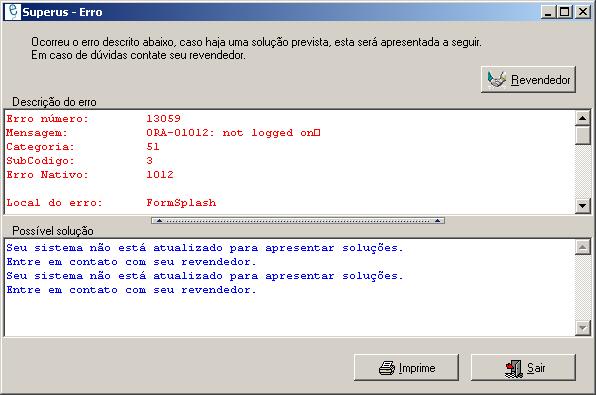 Superus - Erro
Ocorreu o erro descrito abaixo, caso haja uma solução prevista, esta será apresentada a seguir.
Em caso de dúvidas contate seu revendedor.
Revendedor
Descrição do erro
Erro número: 13059
Mensagem: ORA-01012: not logged on
Categoria: 51
SubCodigo: 3
Erro Nativo: 1012
Local do erro: FormSplash
Possível solução
Seu sistema não está atualizado para apresentar soluções.
Entre em contato com seu revendedor.
Seu sistema não está atualizado para apresentar soluções.
Entre em contato com seu revendedor.
Imprime
Sair